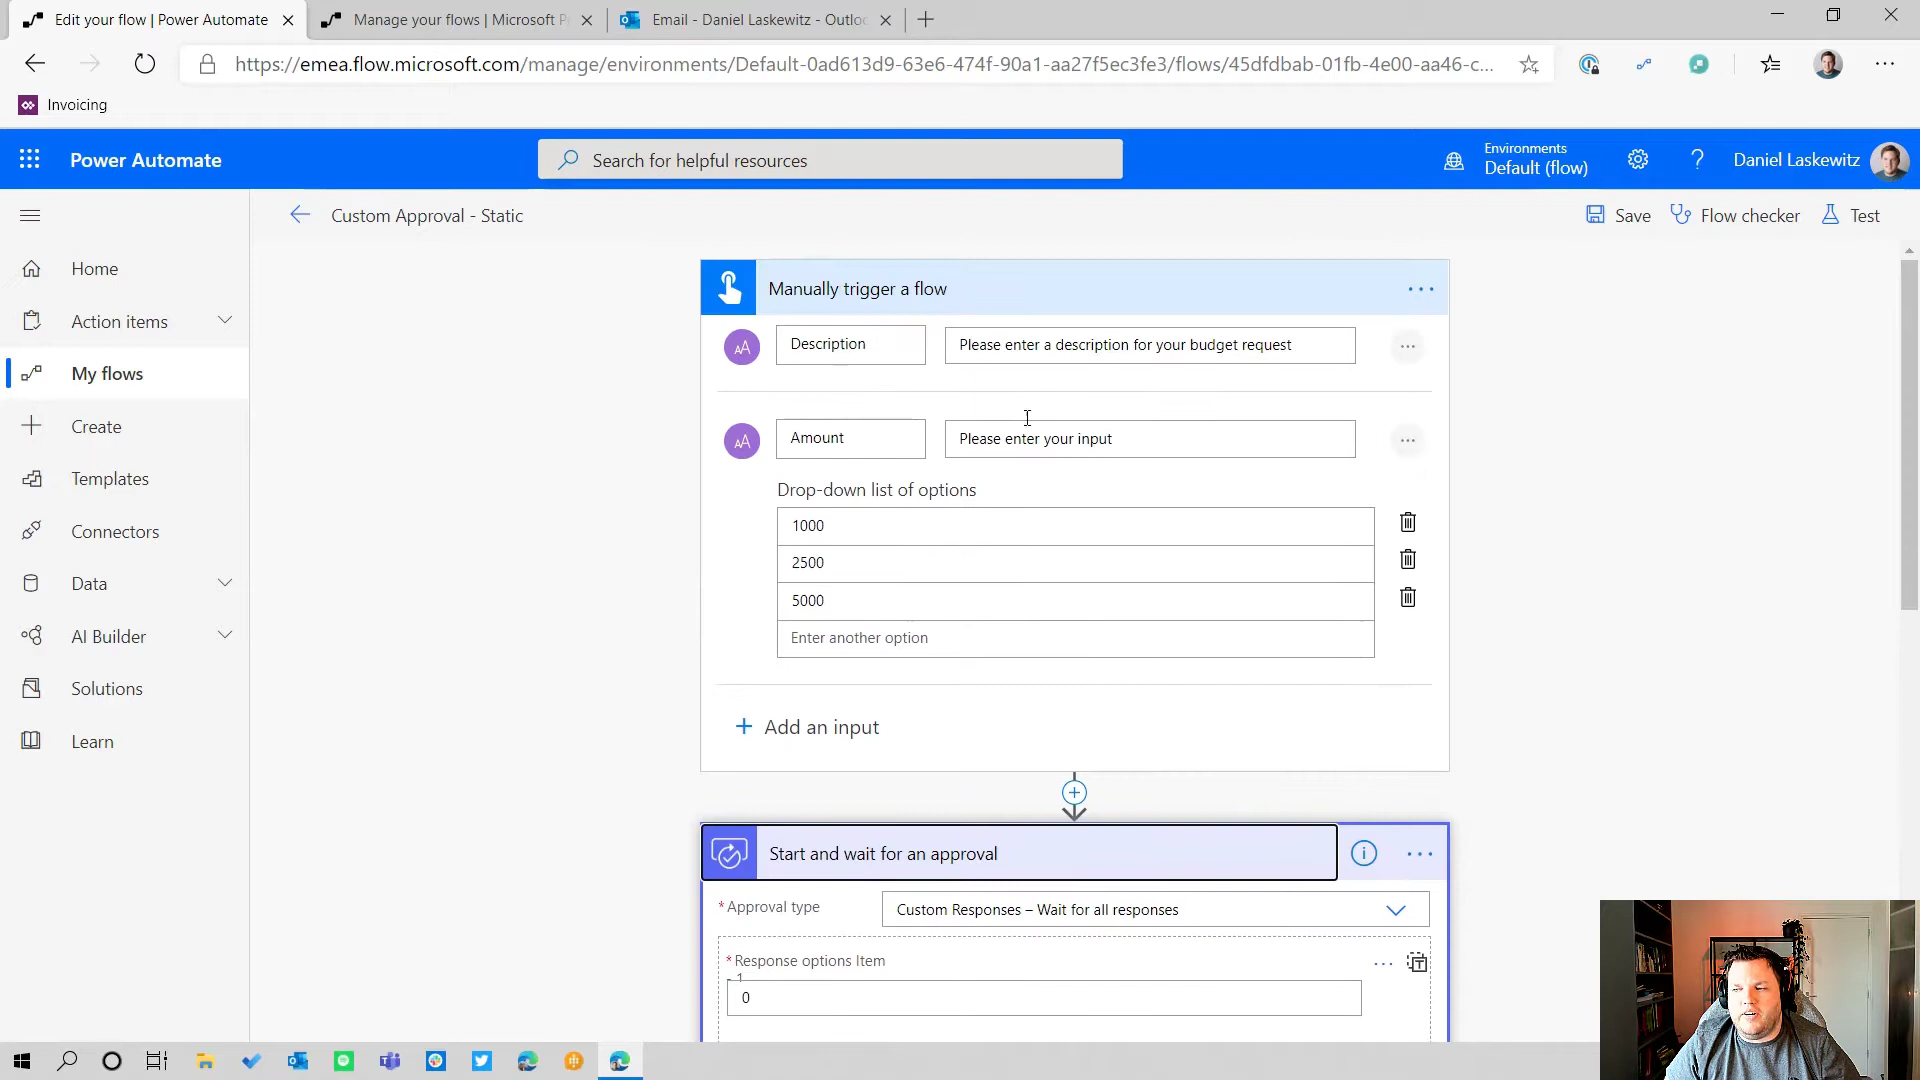 Edit your flow | Power Automate
Manage your flows | Microsoft P
Email - Daniel Laskewitz - Outloo
https://emea.flow.microsoft.com/manage/environments/Default-0ad613d9-63e6-474f-90a1-aa27f5ec3fe3/flows/45dfdbab-01fb-4e00-aa46-c...
Invoicing
Power Automate
Search for helpful resources
Environments
Default (flow)
Daniel Laskewitz
Custom Approval - Static
Save
Flow checker
Test
Home
Action items
My flows
Create
Templates
Connectors
Data
AI Builder
Solutions
Learn
Manually trigger a flow
AA
Description
Please enter a description for your budget request
AA
Amount
Please enter your input
Drop-down list of options
1000
2500
5000
Enter another option
+ Add an input
Start and wait for an approval
* Approval type
Custom Responses – Wait for all responses
* Response options Item
- 1
0